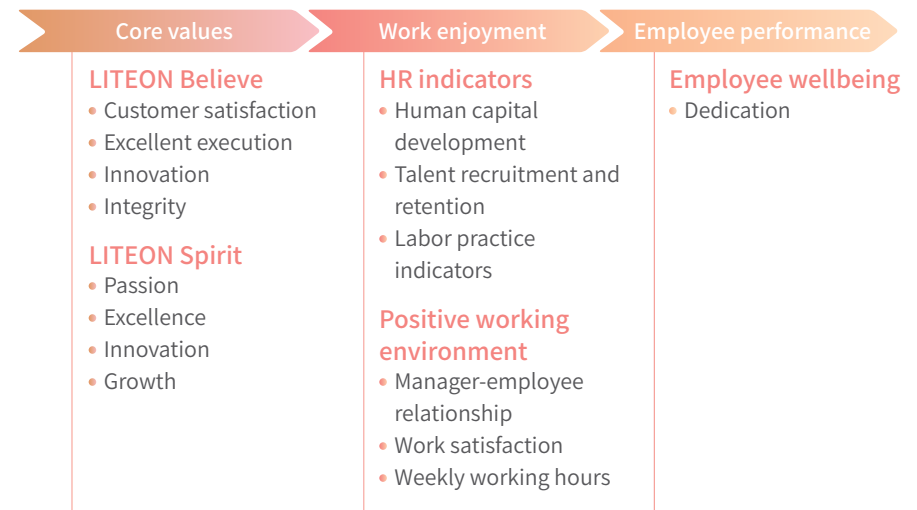 Core values
Work enjoyment
Employee performance
LITEON Believe
Customer satisfaction
Excellent execution
Innovation
Integrity
LITEON Spirit
Passion
Excellence
Innovation
Growth
HR indicators
Human capital
development
Talent recruitment and
retention
Labor practice
indicators
Positive working
environment
Manager-employee
relationship
Work satisfaction
Weekly working hours
Employee wellbeing
Dedication